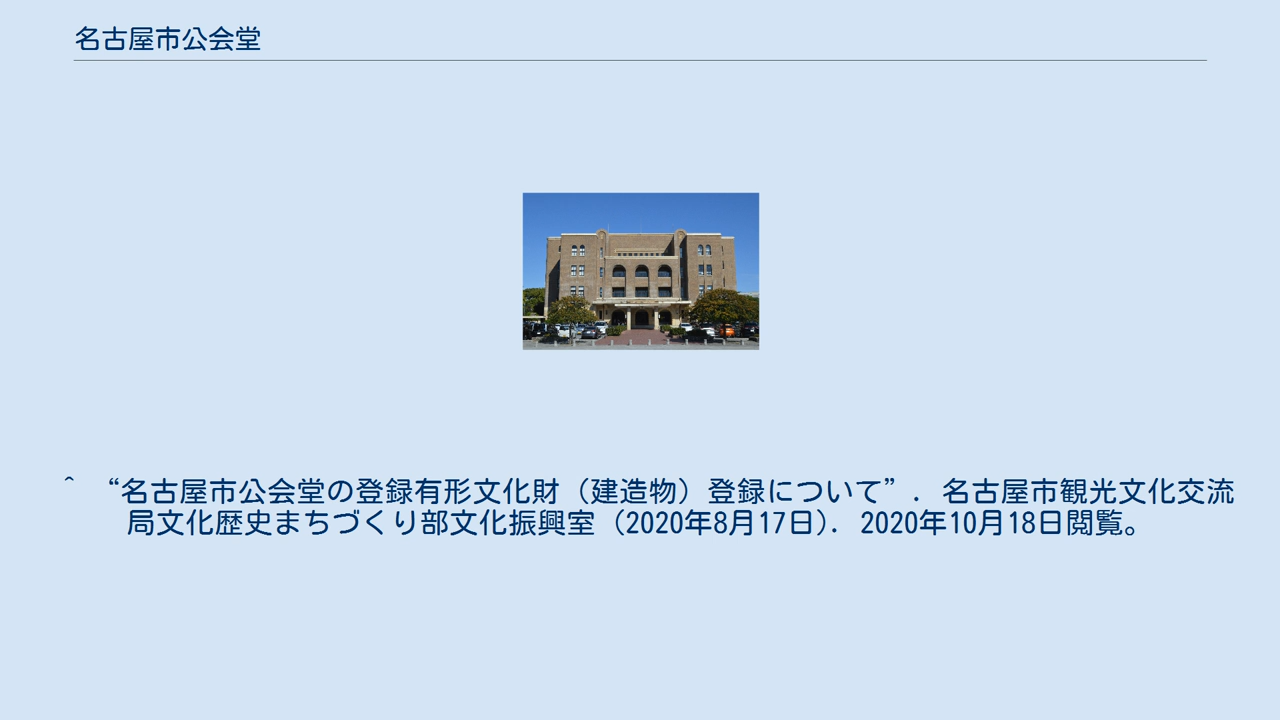 名古屋市公会堂
^ “名古屋市公会堂の登録有形文化財（建造物）登録について”. 名古屋市観光文化交流
局文化歴史まちづくり部文化振興室 (2020年8月17日). 2020年10月18日閲覧。